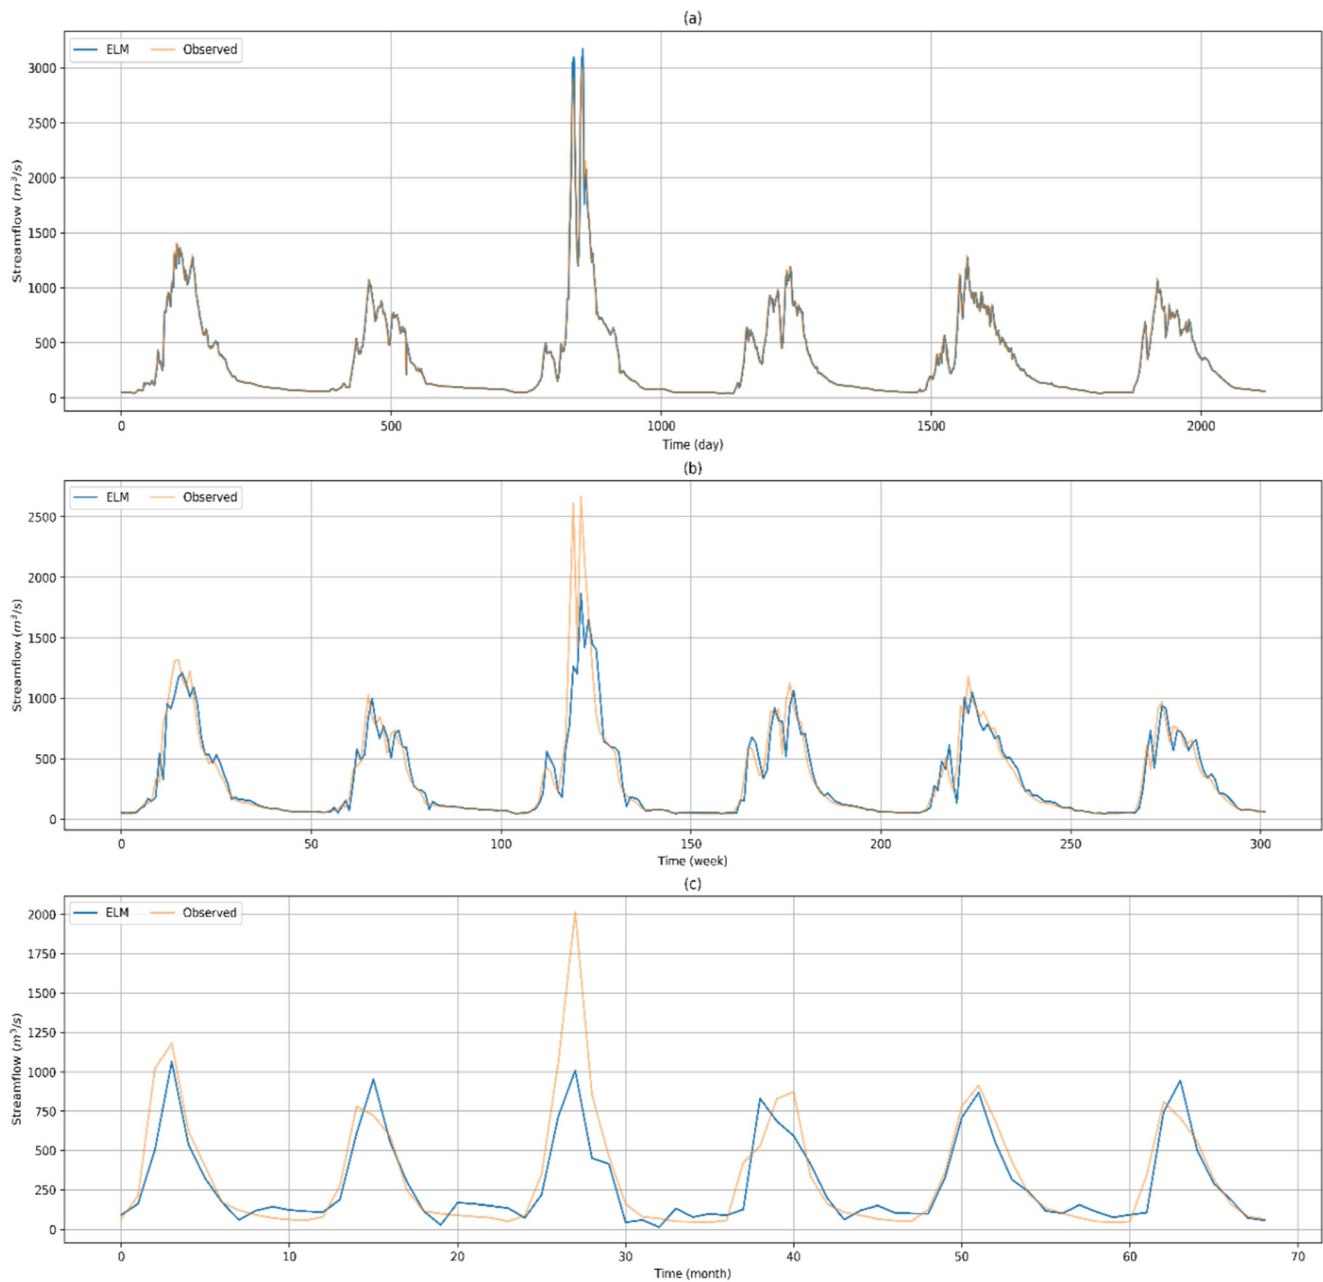 (a)
ELM Observed
3000
2500
2000
1500
1000
500
0
Streamflow (m³/s)
0 500 1000 1500 2000
Time (day)
(b)
ELM Observed
2500
2000
1500
1000
500
0
Streamflow (m³/s)
0 50 100 150 200 250 300
Time (week)
(c)
ELM Observed
2000
1750
1500
1250
1000
750
500
250
0
Streamflow (m³/s)
0 10 20 30 40 50 60 70
Time (month)